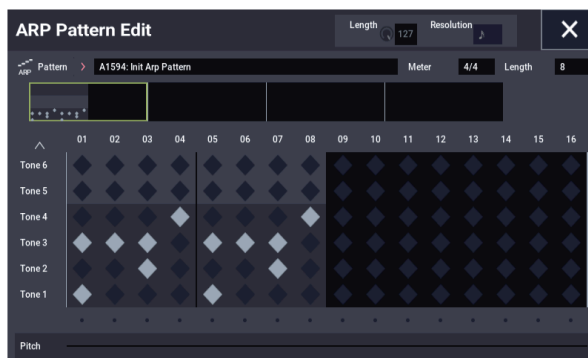 ARP Pattern Edit
Length 127 Resolution
ARP Pattern > A1594: Init Arp Pattern Meter 4/4 Length 8
01 02 03 04 05 06 07 08 09 10 11 12 13 14 15 16
Tone 6
Tone 5
Tone 4
Tone 3
Tone 2
Tone 1
Pitch